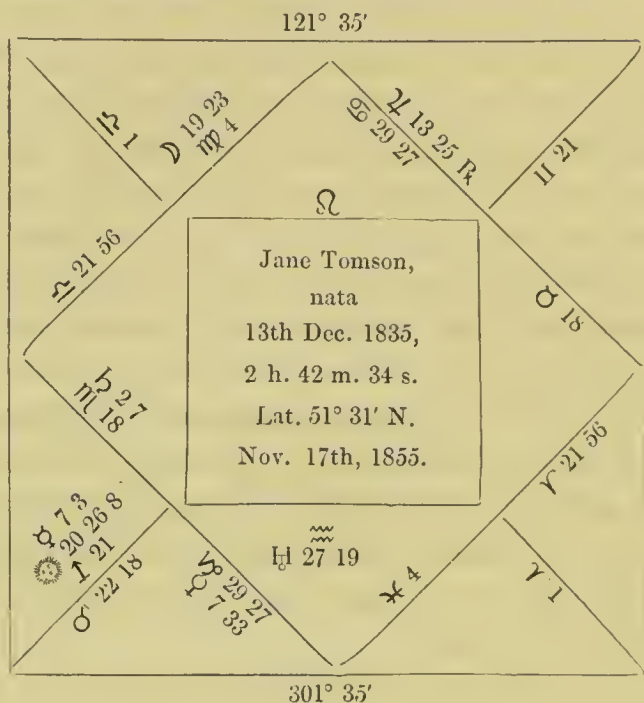 121° 35′
♎ 1
☽ 19 23
♍ 4
♃ 13 25 ℞
♋ 29 27
♊ 21
♎ 21 56
♌
♉ 18
Jane Tomson,
nata
13th Dec. 1835,
2 h. 42 m. 34 s.
Lat. 51° 31′ N.
Nov. 17th, 1855.
♄ 2 7
♏ 18
♈ 21 56
☿ 7 3
☉ 20 26 8
♐ 21
♂ 22 18
♑ 29 27
♀ 7 33
♒
♅ 27 19
♓ 4
♈ 1
301° 35′